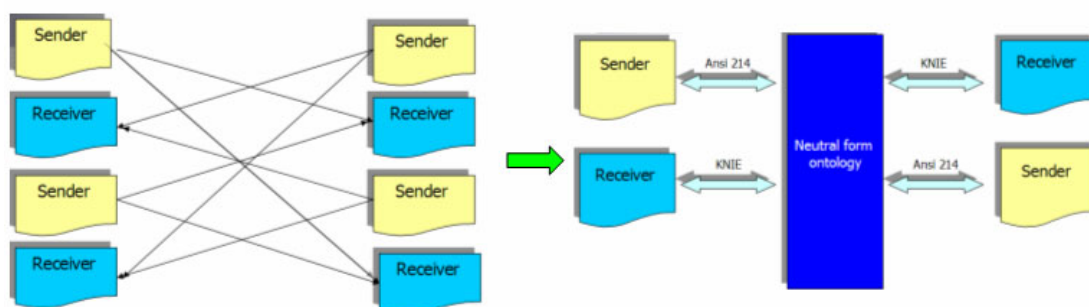 Sender
Sender
Receiver
Receiver
Sender
Sender
Receiver
Receiver
Sender
Ansi 214
KNIE
Receiver
Neutral form
ontology
Receiver
KNIE
Ansi 214
Sender